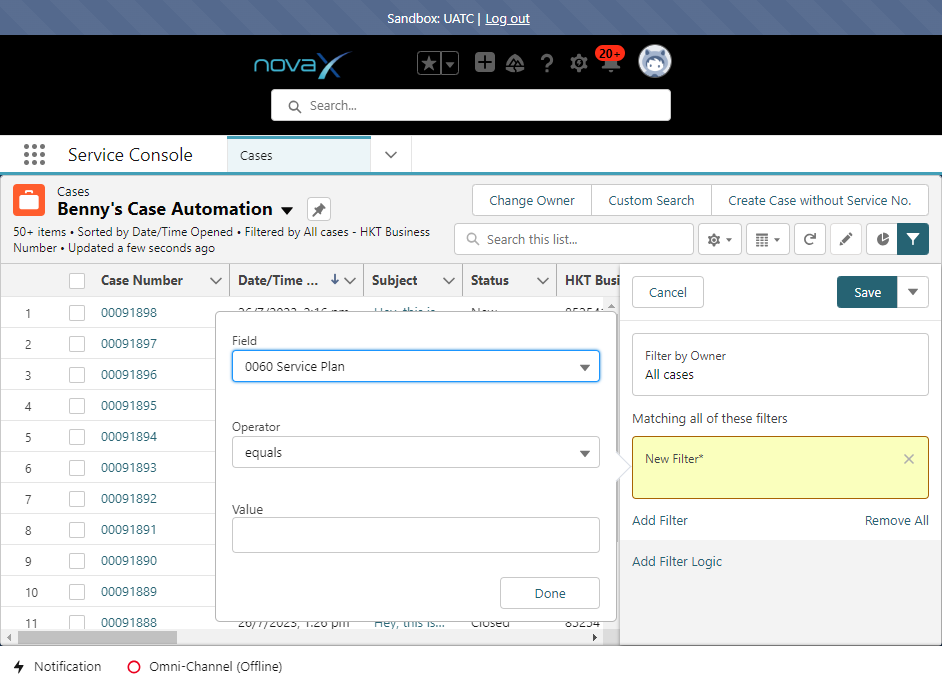 Sandbox: UATC | Log out
novaX
20+
Search...
Service Console
Cases
Cases
Benny's Case Automation
50+ items • Sorted by Date/Time Opened • Filtered by All cases - HKT Business
Number • Updated a few seconds ago
Change Owner
Custom Search
Create Case without Service No.
Search this list...
Case Number
Date/Time ...
Subject
Status
HKT Busi
1
00091898
2
00091897
3
00091896
4
00091895
5
00091894
6
00091893
7
00091892
8
00091891
9
00091890
10
00091889
11
00091888
26/7/2023, 1:26 pm
Hey, this is...
Closed
85254
Field
0060 Service Plan
Operator
equals
Value
Done
Cancel
Save
Filter by Owner
All cases
Matching all of these filters
New Filter*
Add Filter
Remove All
Add Filter Logic
Notification
Omni-Channel (Offline)